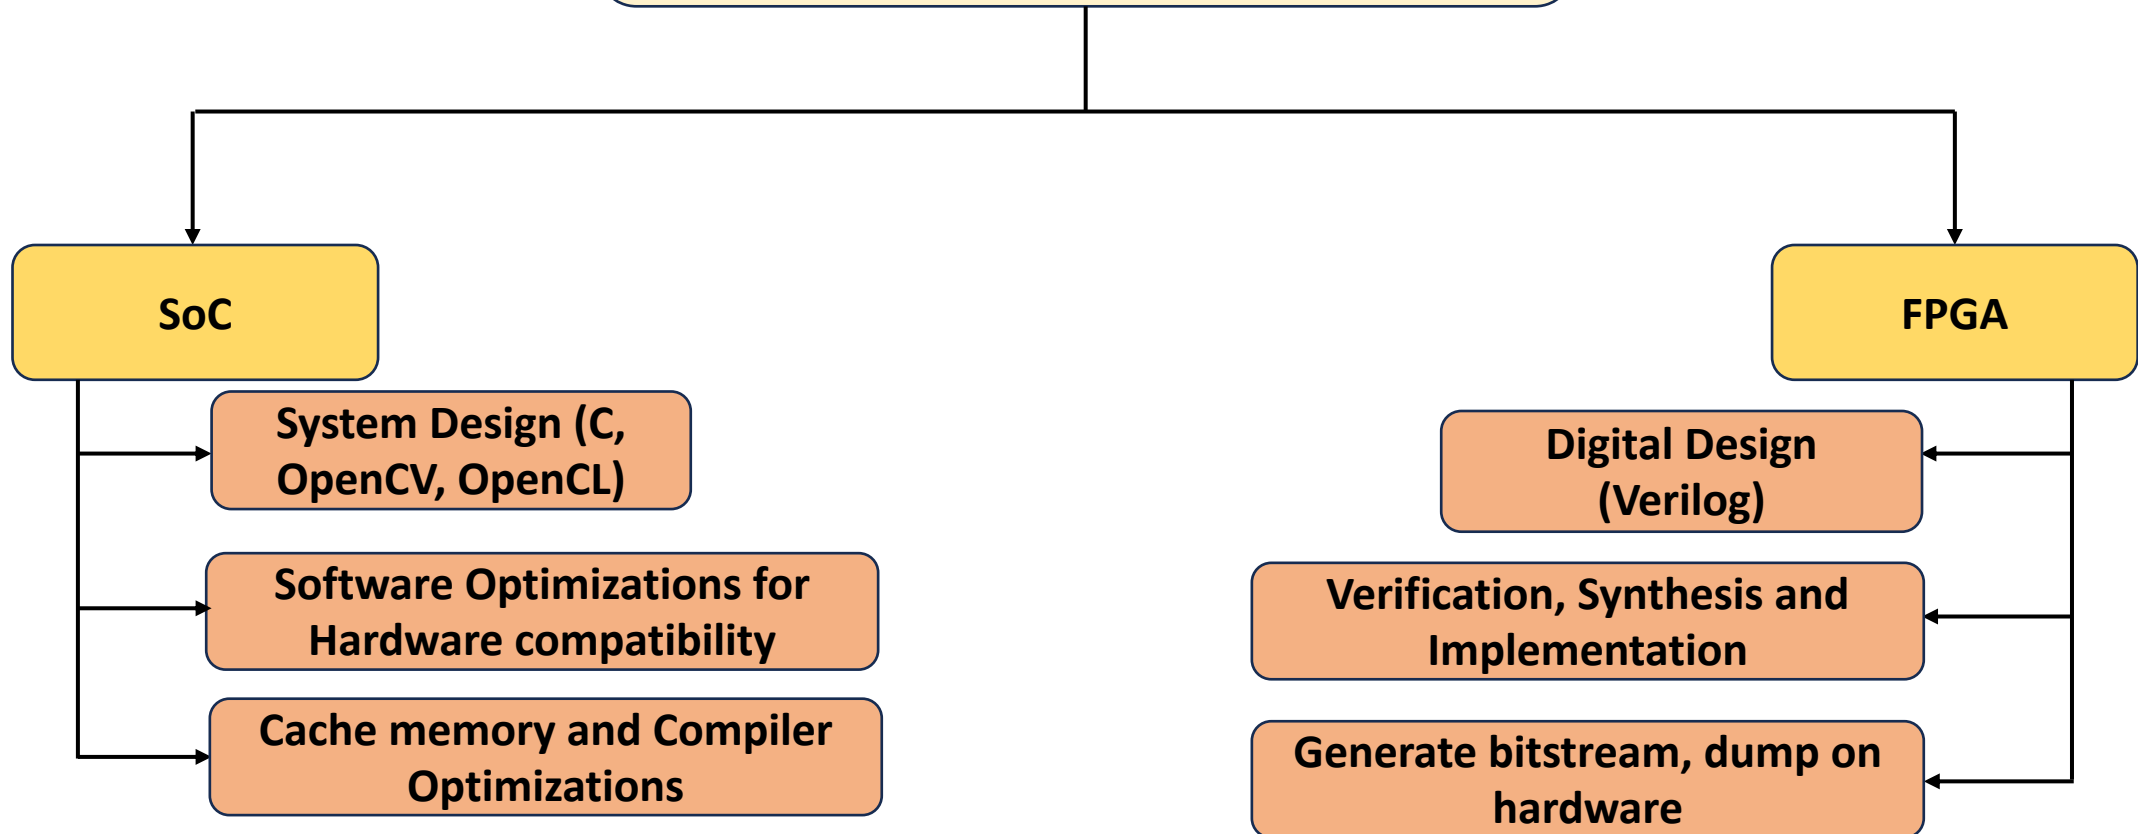 SoC
FPGA
System Design (C,
OpenCV, OpenCL)
Software Optimizations for
Hardware compatibility
Cache memory and Compiler
Optimizations
Digital Design
(Verilog)
Verification, Synthesis and
Implementation
Generate bitstream, dump on
hardware